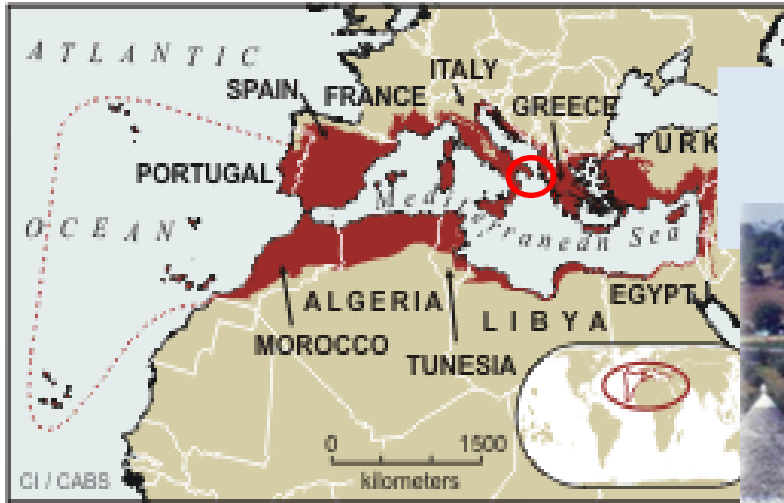 ATLANTIC
ITALY
SPAIN
FRANCE
GREECE
TURK
PORTUGAL
Mediterranean Sea
OCEAN
ALGERIA
EGYPT
LIBYA
MOROCCO
TUNESIA
0 1500
kilometers
CI / CABS